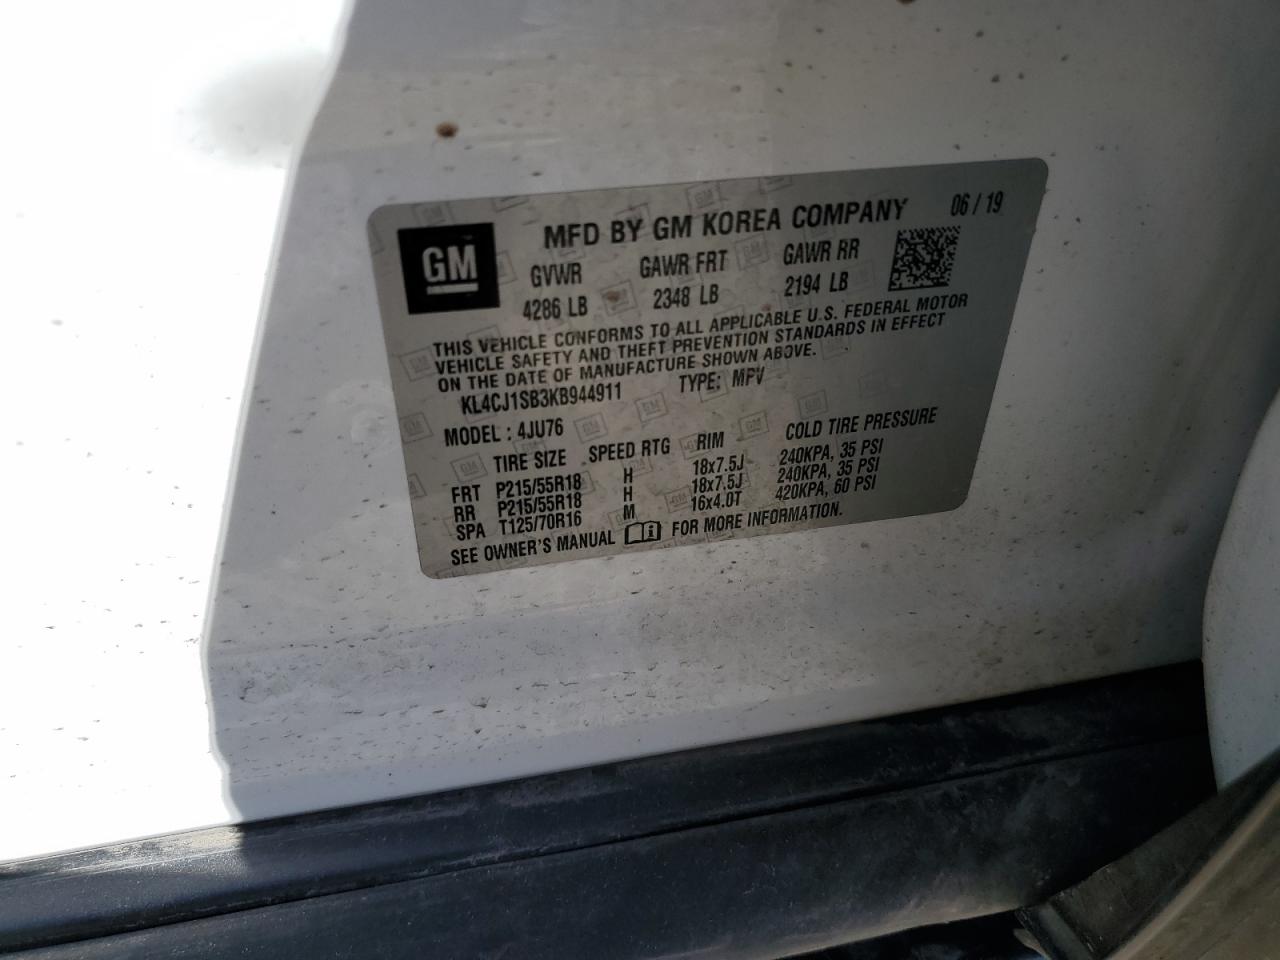 GM
MFD BY GM KOREA COMPANY 06 / 19
GVWR GAWR FRT GAWR RR
4286 LB 2348 LB 2194 LB
THIS VEHICLE CONFORMS TO ALL APPLICABLE U.S. FEDERAL MOTOR
VEHICLE SAFETY AND THEFT PREVENTION STANDARDS IN EFFECT
ON THE DATE OF MANUFACTURE SHOWN ABOVE.
KL4CJ1SB3KB944911 TYPE: MPV
MODEL : 4JU76
TIRE SIZE SPEED RTG RIM COLD TIRE PRESSURE
FRT P215/55R18 H 18x7.5J 240KPA, 35 PSI
RR P215/55R18 H 18x7.5J 240KPA, 35 PSI
SPA T125/70R16 M 16x4.0T 420KPA, 60 PSI
SEE OWNER'S MANUAL FOR MORE INFORMATION.